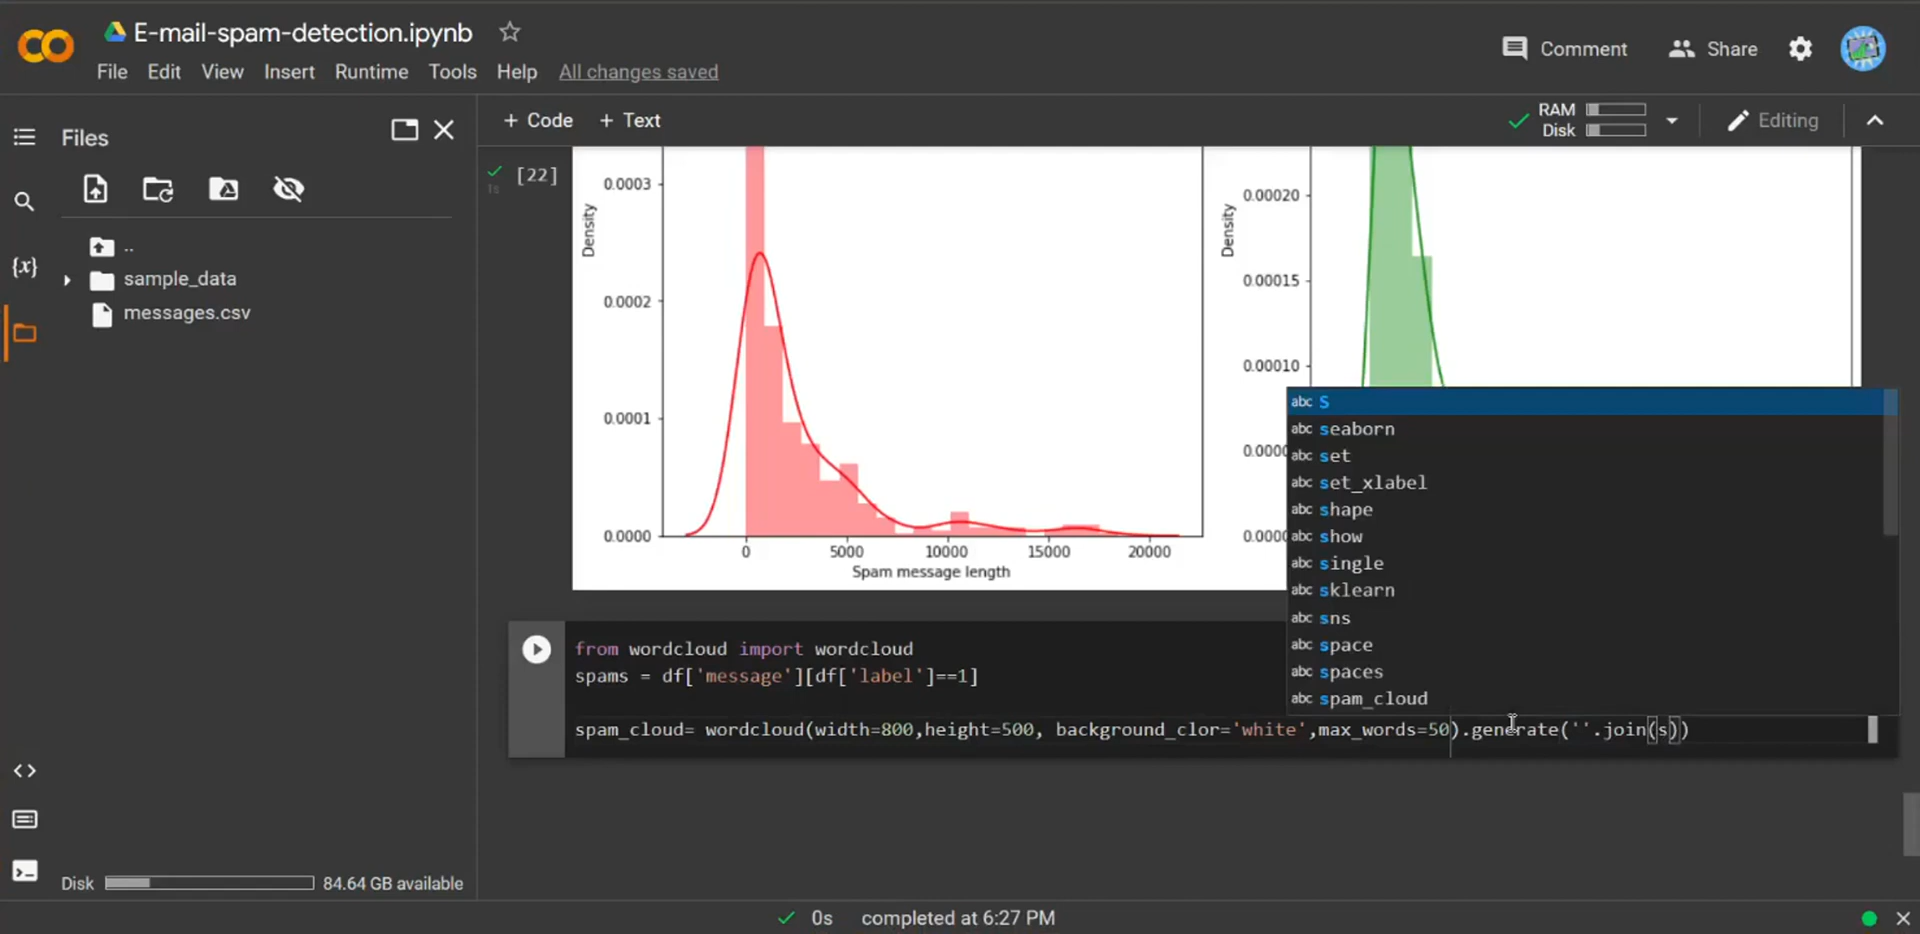 E-mail-spam-detection.ipynb
Comment Share
File Edit View Insert Runtime Tools Help All changes saved
Files
+ Code + Text
RAM
Disk
Editing
[22]
1s
..
sample_data
messages.csv
{x}
0.0003
0.0002
0.0001
0.0000
Density
0 5000 10000 15000 20000
Spam message length
0.00020
0.00015
0.00010
0.0000
0.0000
Density
abc S
abc seaborn
abc set
abc set_xlabel
abc shape
abc show
abc single
abc sklearn
abc sns
abc space
abc spaces
abc spam_cloud
from wordcloud import wordcloud
spams = df['message'][df['label']==1]
spam_cloud= wordcloud(width=800,height=500, background_clor='white',max_words=50).generate(''.join(s))
Disk 84.64 GB available
0s completed at 6:27 PM